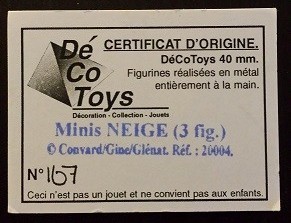 Dé
Co
Toys
Décoration - Collection - Jouets
CERTIFICAT D'ORIGINE.
DéCoToys 40 mm.
Figurines réalisées en métal
entièrement à la main.
Minis NEIGE (3 fig.)
© Convard/Gine/Glénat. Réf. : 20004.
N° 167
Ceci n'est pas un jouet et ne convient pas aux enfants.